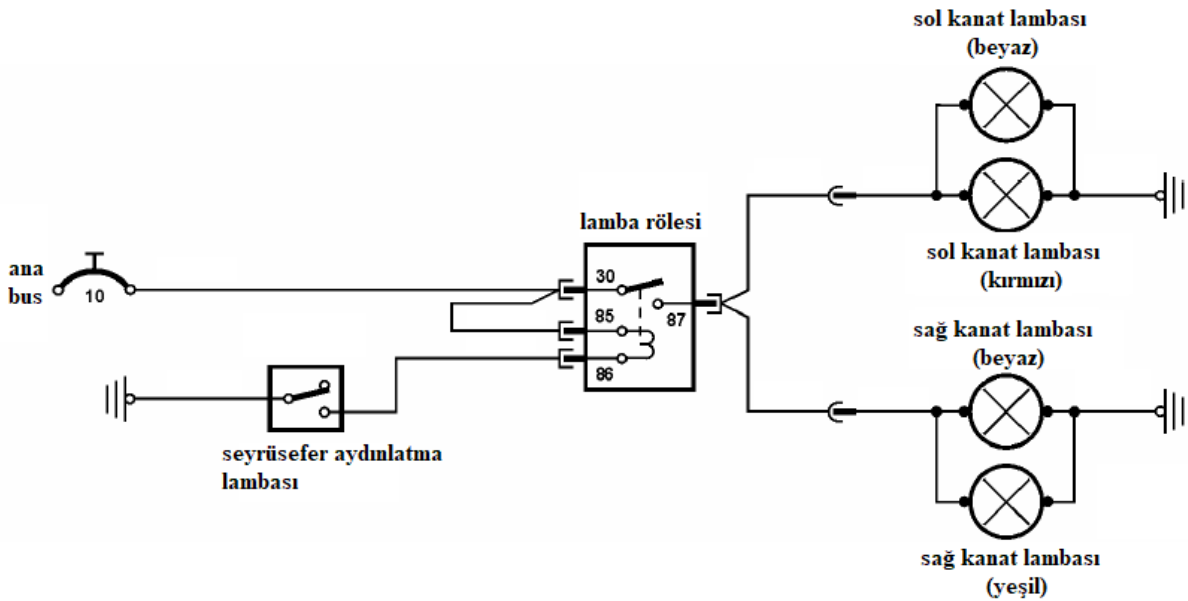 sol kanat lambası
(beyaz)
lamba rölesi
sol kanat lambası
(kırmızı)
ana
bus
10
30
85
87
86
sağ kanat lambası
(beyaz)
seyrüsefer aydınlatma
lambası
sağ kanat lambası
(yeşil)